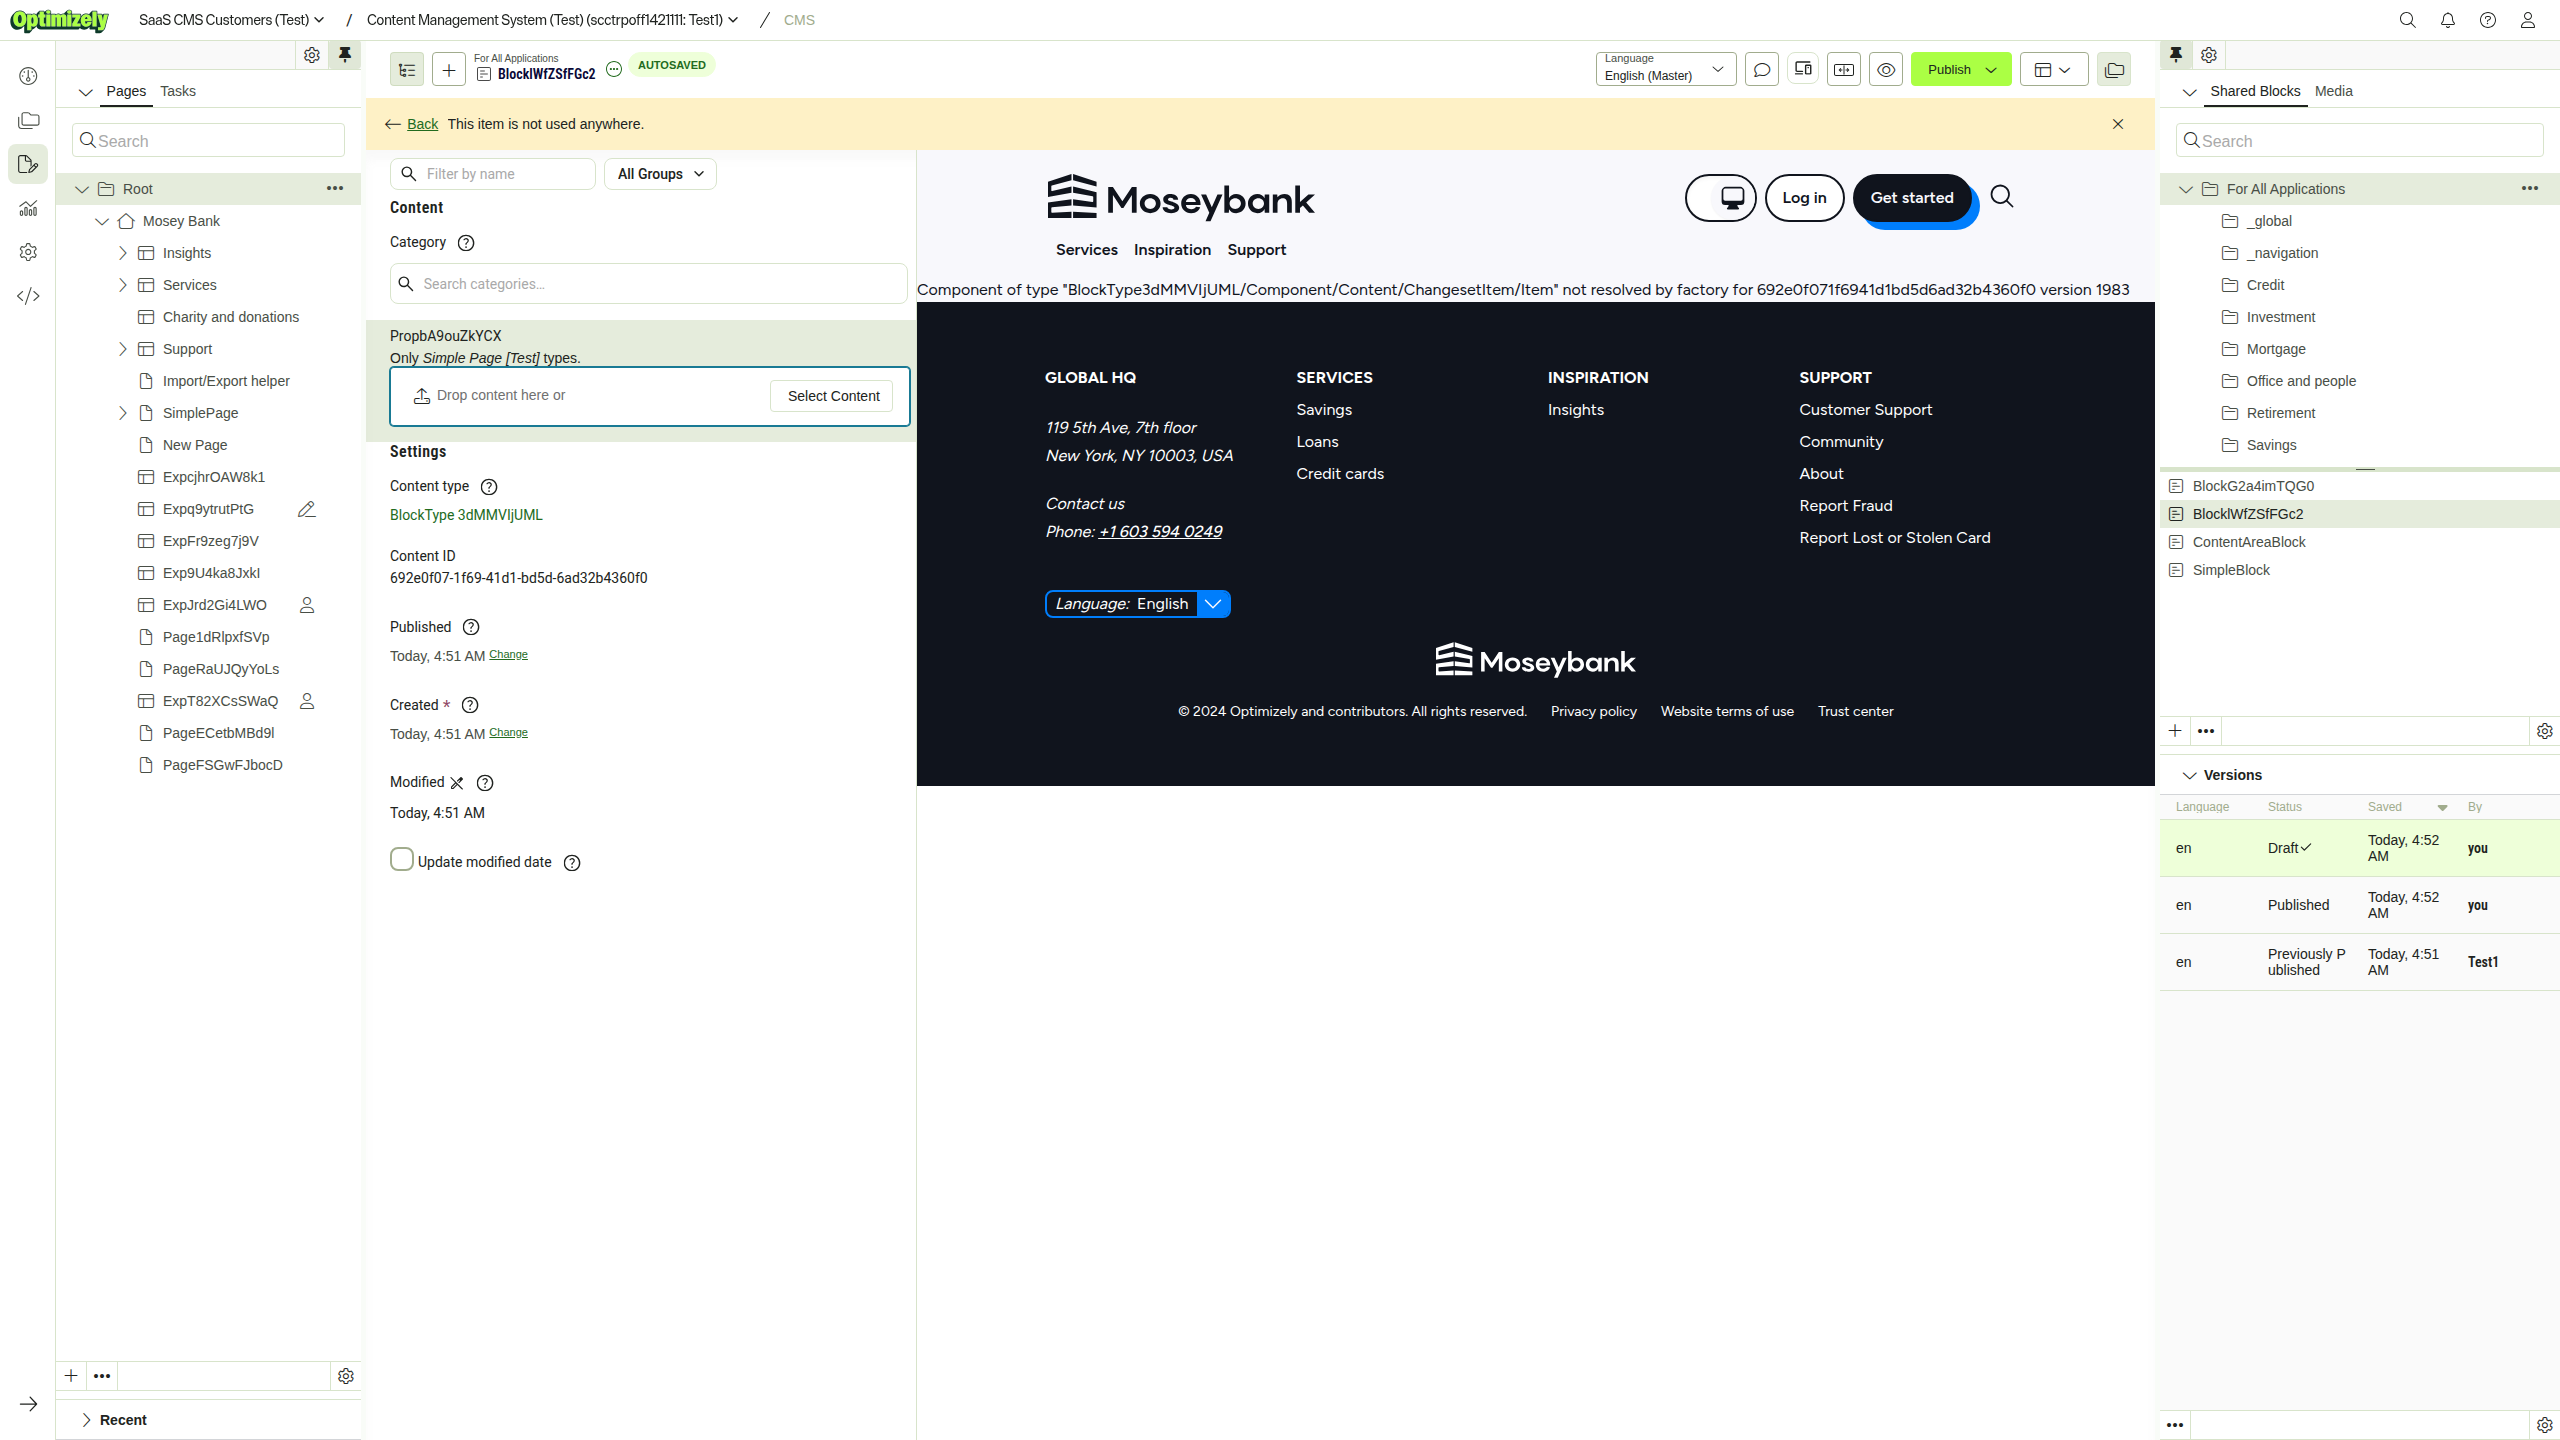 Optimizely
SaaS CMS Customers (Test)
/
Content Management System (Test) (scctrpoff1421111: Test1)
/
CMS
Pages
Tasks
Search
Root
Mosey Bank
Insights
Services
Charity and donations
Support
Import/Export helper
SimplePage
New Page
ExpcjhrOAW8k1
Expq9ytrutPtG
ExpFr9zeg7j9V
Exp9U4ka8JxkI
ExpJrd2Gi4LWO
Page1dRlpxfSVp
PageRaUJQyYoLs
ExpT82XCsSWaQ
PageECetbMBd9l
PageFSGwFJbocD
Recent
For All Applications
BlocklWfZSfFGc2
AUTOSAVED
Language
English (Master)
Publish
Back
This item is not used anywhere.
Filter by name
All Groups
Content
Category
Search categories...
PropbA9ouZkYCX
Only Simple Page [Test] types.
Drop content here or
Select Content
Settings
Content type
BlockType 3dMMVIjUML
Content ID
692e0f07-1f69-41d1-bd5d-6ad32b4360f0
Published
Today, 4:51 AM Change
Created *
Today, 4:51 AM Change
Modified
Today, 4:51 AM
Update modified date
Moseybank
Log in
Get started
Services
Inspiration
Support
Component of type "BlockType3dMMVIjUML/Component/Content/ChangesetItem/Item" not resolved by factory for 692e0f071f6941d1bd5d6ad32b4360f0 version 1983
GLOBAL HQ
119 5th Ave, 7th floor
New York, NY 10003, USA
Contact us
Phone: +1 603 594 0249
SERVICES
Savings
Loans
Credit cards
INSPIRATION
Insights
SUPPORT
Customer Support
Community
About
Report Fraud
Report Lost or Stolen Card
Language: English
Moseybank
© 2024 Optimizely and contributors. All rights reserved.
Privacy policy
Website terms of use
Trust center
Shared Blocks
Media
Search
For All Applications
_global
_navigation
Credit
Investment
Mortgage
Office and people
Retirement
Savings
BlockG2a4imTQG0
BlocklWfZSfFGc2
ContentAreaBlock
SimpleBlock
Versions
Language
Status
Saved
By
en
Draft
Today, 4:52
AM
you
en
Published
Today, 4:52
AM
you
en
Previously P
ublished
Today, 4:51
AM
Test1